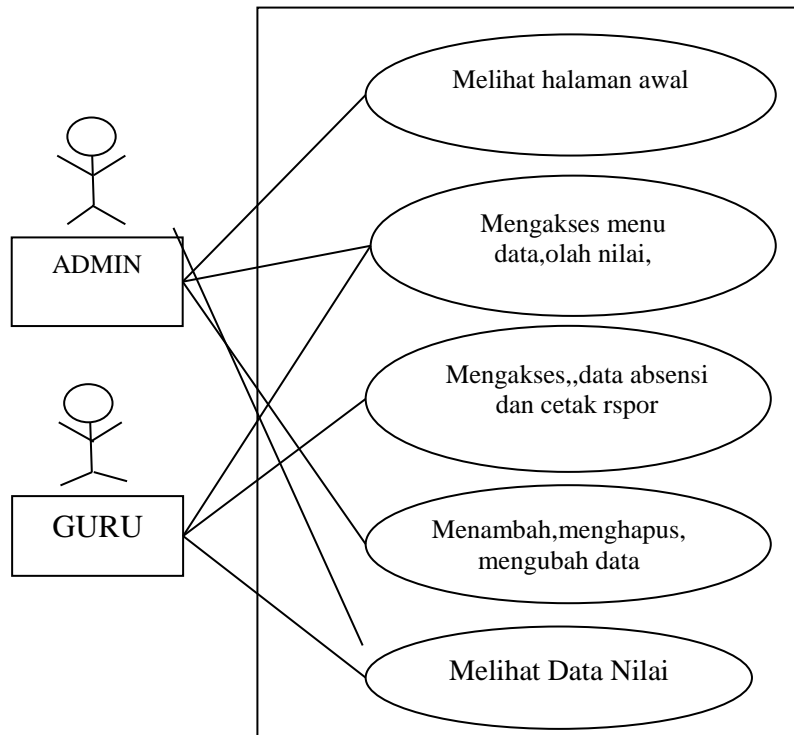 Melihat halaman awal
ADMIN
Mengakses menu
data,olah nilai,
Mengakses,,data absensi
dan cetak rspor
GURU
Menambah,menghapus,
mengubah data
Melihat Data Nilai